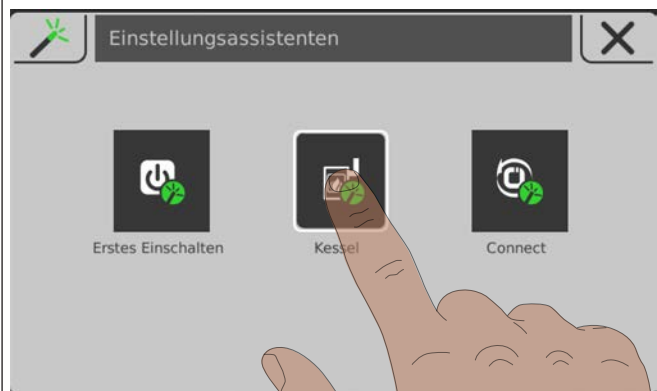 Einstellungsassistenten
Erstes Einschalten
Kessel
Connect